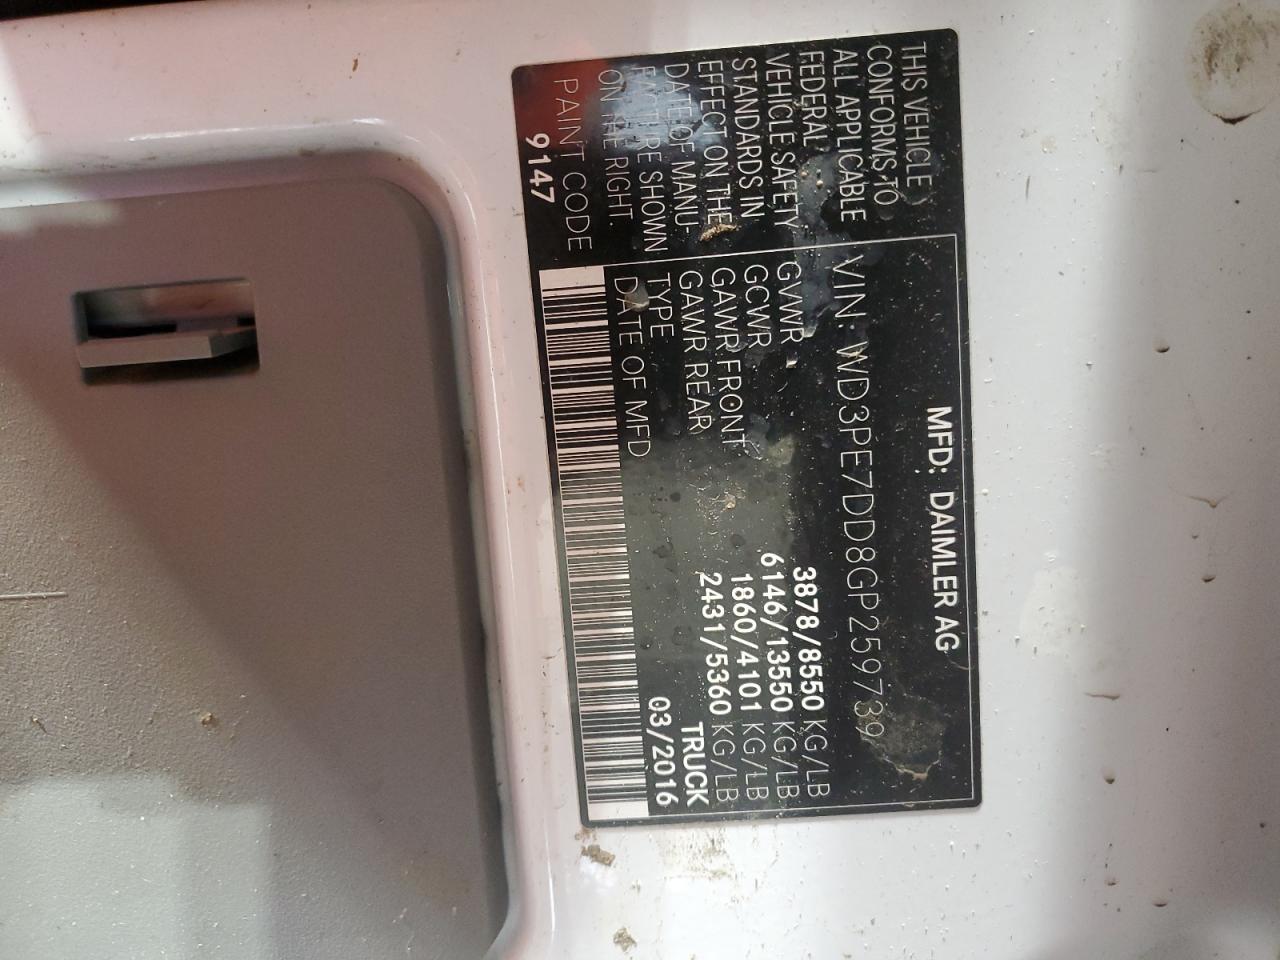 MFD: DAIMLER AG
THIS VEHICLE
CONFORMS TO
ALL APPLICABLE
FEDERAL
VEHICLE SAFETY
STANDARDS IN
EFFECT ON THE
DATE OF MANU-
FACTURE SHOWN
ON THE RIGHT.
PAINT CODE
9147
VIN: WD3PE7DD8GP259739
GVWR 3878/8550 KG/LB
GCWR 6146/13550 KG/LB
GAWR FRONT 1860/4101 KG/LB
GAWR REAR 2431/5360 KG/LB
TYPE TRUCK
DATE OF MFD 03/2016